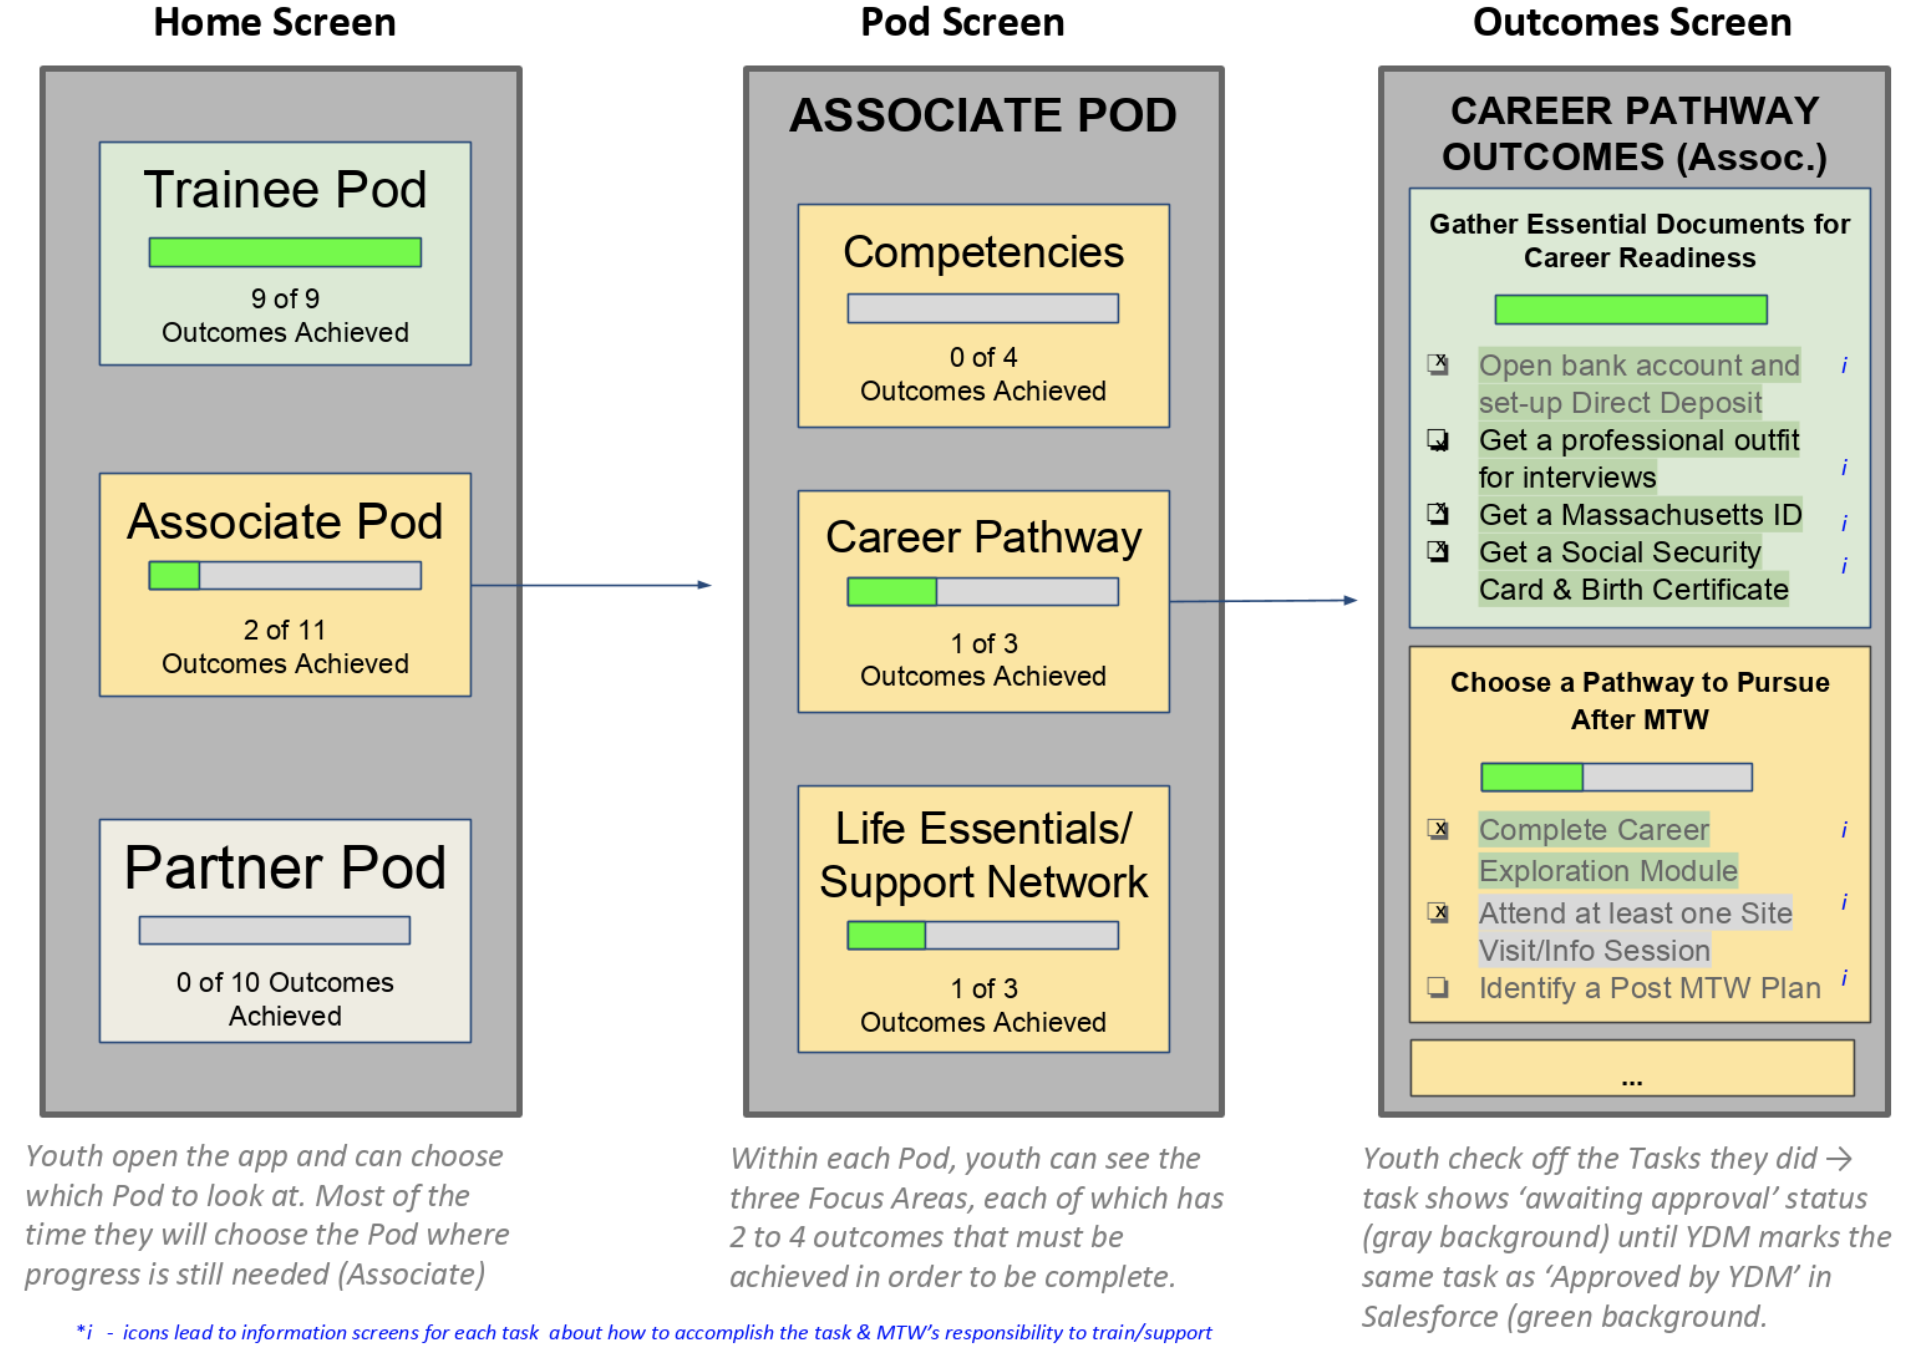 Home Screen
Trainee Pod
9 of 9
Outcomes Achieved
Associate Pod
2 of 11
Outcomes Achieved
Partner Pod
0 of 10 Outcomes
Achieved
Youth open the app and can choose
which Pod to look at. Most of the
time they will choose the Pod where
progress is still needed (Associate)
Pod Screen
ASSOCIATE POD
Competencies
0 of 4
Outcomes Achieved
Career Pathway
1 of 3
Outcomes Achieved
Life Essentials/
Support Network
1 of 3
Outcomes Achieved
Within each Pod, youth can see the
three Focus Areas, each of which has
2 to 4 outcomes that must be
achieved in order to be complete.
Outcomes Screen
CAREER PATHWAY
OUTCOMES (Assoc.)
Gather Essential Documents for
Career Readiness
x Open bank account and i
set-up Direct Deposit
x Get a professional outfit
for interviews i
x Get a Massachusetts ID i
x Get a Social Security i
Card & Birth Certificate
Choose a Pathway to Pursue
After MTW
x Complete Career i
Exploration Module
x Attend at least one Site i
Visit/Info Session
Identify a Post MTW Plan i
...
Youth check off the Tasks they did →
task shows ‘awaiting approval’ status
(gray background) until YDM marks the
same task as ‘Approved by YDM’ in
Salesforce (green background.
*i - icons lead to information screens for each task about how to accomplish the task & MTW’s responsibility to train/support